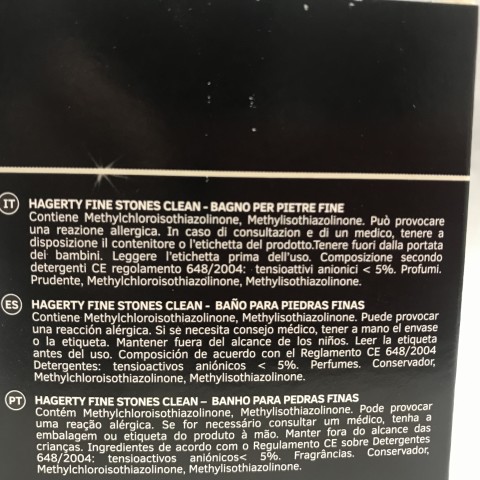 IT HAGERTY FINE STONES CLEAN - BAGNO PER PIETRE FINE
Contiene Methylchloroisothiazolinone, Methylisothiazolinone. Può provocare
una reazione allergica. In caso di consultazion e di un medico, tenere a
disposizione il contenitore o l'etichetta del prodotto.Tenere fuori dalla portata
dei bambini. Leggere l'etichetta prima dell'uso. Composizione secondo
detergenti CE regolamento 648/2004: tensioattivi anionici < 5%. Profumi.
Prudente, Methylchloroisothiazolinone, Methylisothiazolinone.
ES HAGERTY FINE STONES CLEAN - BAÑO PARA PIEDRAS FINAS
Contiene Methylchloroisothiazolinone, Methylisothiazolinone. Puede provocar
una reacción alérgica. Si se necesita consejo médico, tener a mano el envase
o la etiqueta. Mantener fuera del alcance de los niños. Leer la etiqueta
antes del uso. Composición de acuerdo con el Reglamento CE 648/2004
Detergentes: tensioactivos aniónicos < 5%. Perfumes. Conservador,
Methylchloroisothiazolinone, Methylisothiazolinone.
PT HAGERTY FINE STONES CLEAN – BANHO PARA PEDRAS FINAS
Contém Methylchloroisothiazolinone, Methylisothiazolinone. Pode provocar
uma reação alérgica. Se for necessário consultar um médico, tenha a
embalagem ou etiqueta do produto à mão. Manter fora do alcance das
crianças. Ingredientes de acordo com o Regulamento CE sobre Detergentes
648/2004: tensioativos aniónicos< 5%. Fragrâncias. Conservador,
Methylchloroisothiazolinone, Methylisothiazolinone.